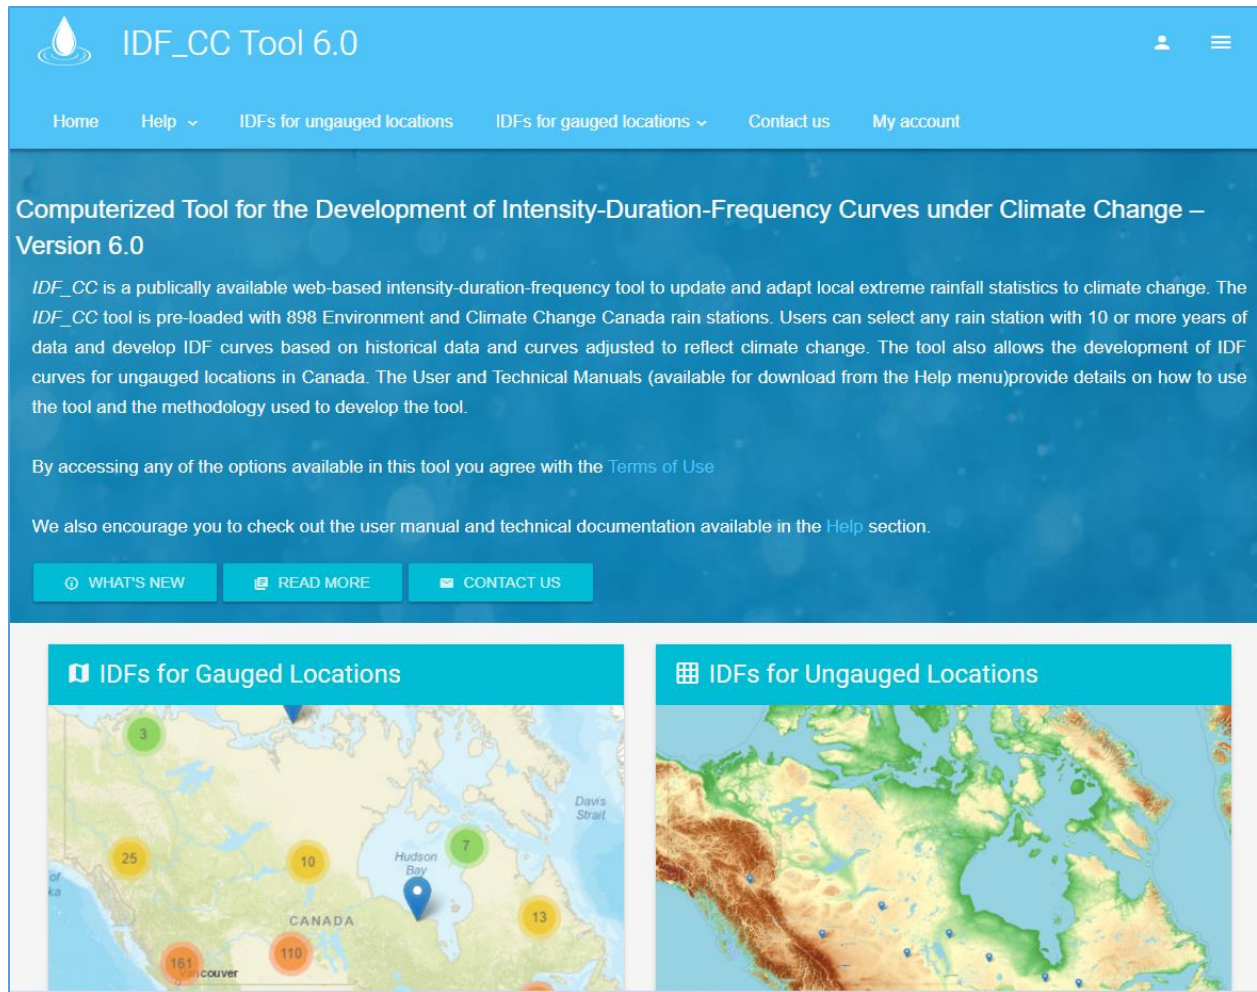 IDF_CC Tool 6.0
Home Help IDFs for ungauged locations IDFs for gauged locations Contact us My account
Computerized Tool for the Development of Intensity-Duration-Frequency Curves under Climate Change –
Version 6.0
IDF_CC is a publically available web-based intensity-duration-frequency tool to update and adapt local extreme rainfall statistics to climate change. The
IDF_CC tool is pre-loaded with 898 Environment and Climate Change Canada rain stations. Users can select any rain station with 10 or more years of
data and develop IDF curves based on historical data and curves adjusted to reflect climate change. The tool also allows the development of IDF
curves for ungauged locations in Canada. The User and Technical Manuals (available for download from the Help menu)provide details on how to use
the tool and the methodology used to develop the tool.
By accessing any of the options available in this tool you agree with the Terms of Use
We also encourage you to check out the user manual and technical documentation available in the Help section.
WHAT'S NEW READ MORE CONTACT US
IDFs for Gauged Locations
IDFs for Ungauged Locations
3
Davis
Strait
7
25
10
Hudson
Bay
13
CANADA
110
161
couver
of
ka